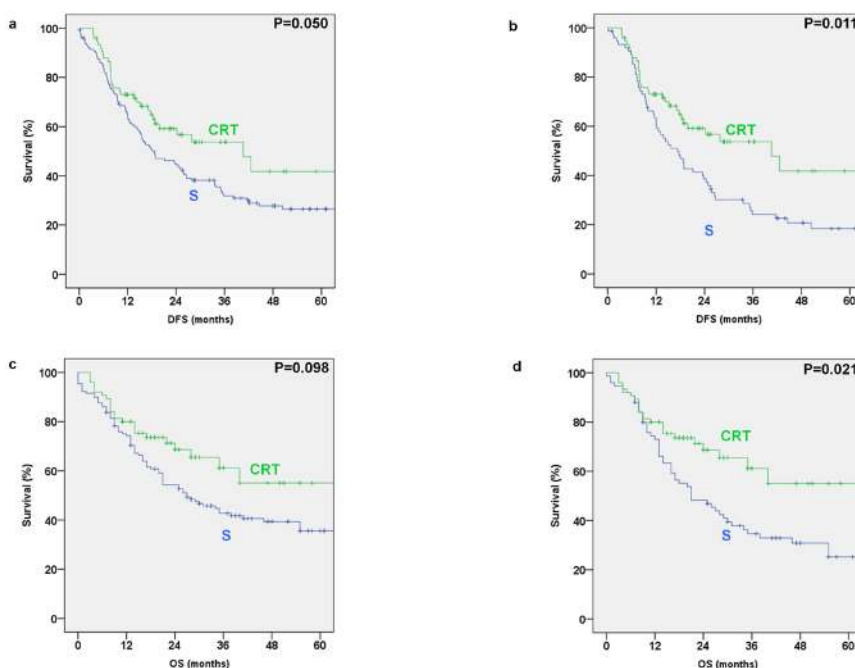 a
P=0.050
100
80
60
40
20
0
Survival (%)
CRT
S
0 12 24 36 48 60
DFS (months)
b
P=0.011
100
80
60
40
20
0
Survival (%)
CRT
S
0 12 24 36 48 60
DFS (months)
c
P=0.098
100
80
60
40
20
0
Survival (%)
CRT
S
0 12 24 36 48 60
OS (months)
d
P=0.021
100
80
60
40
20
0
Survival (%)
CRT
S
0 12 24 36 48 60
OS (months)